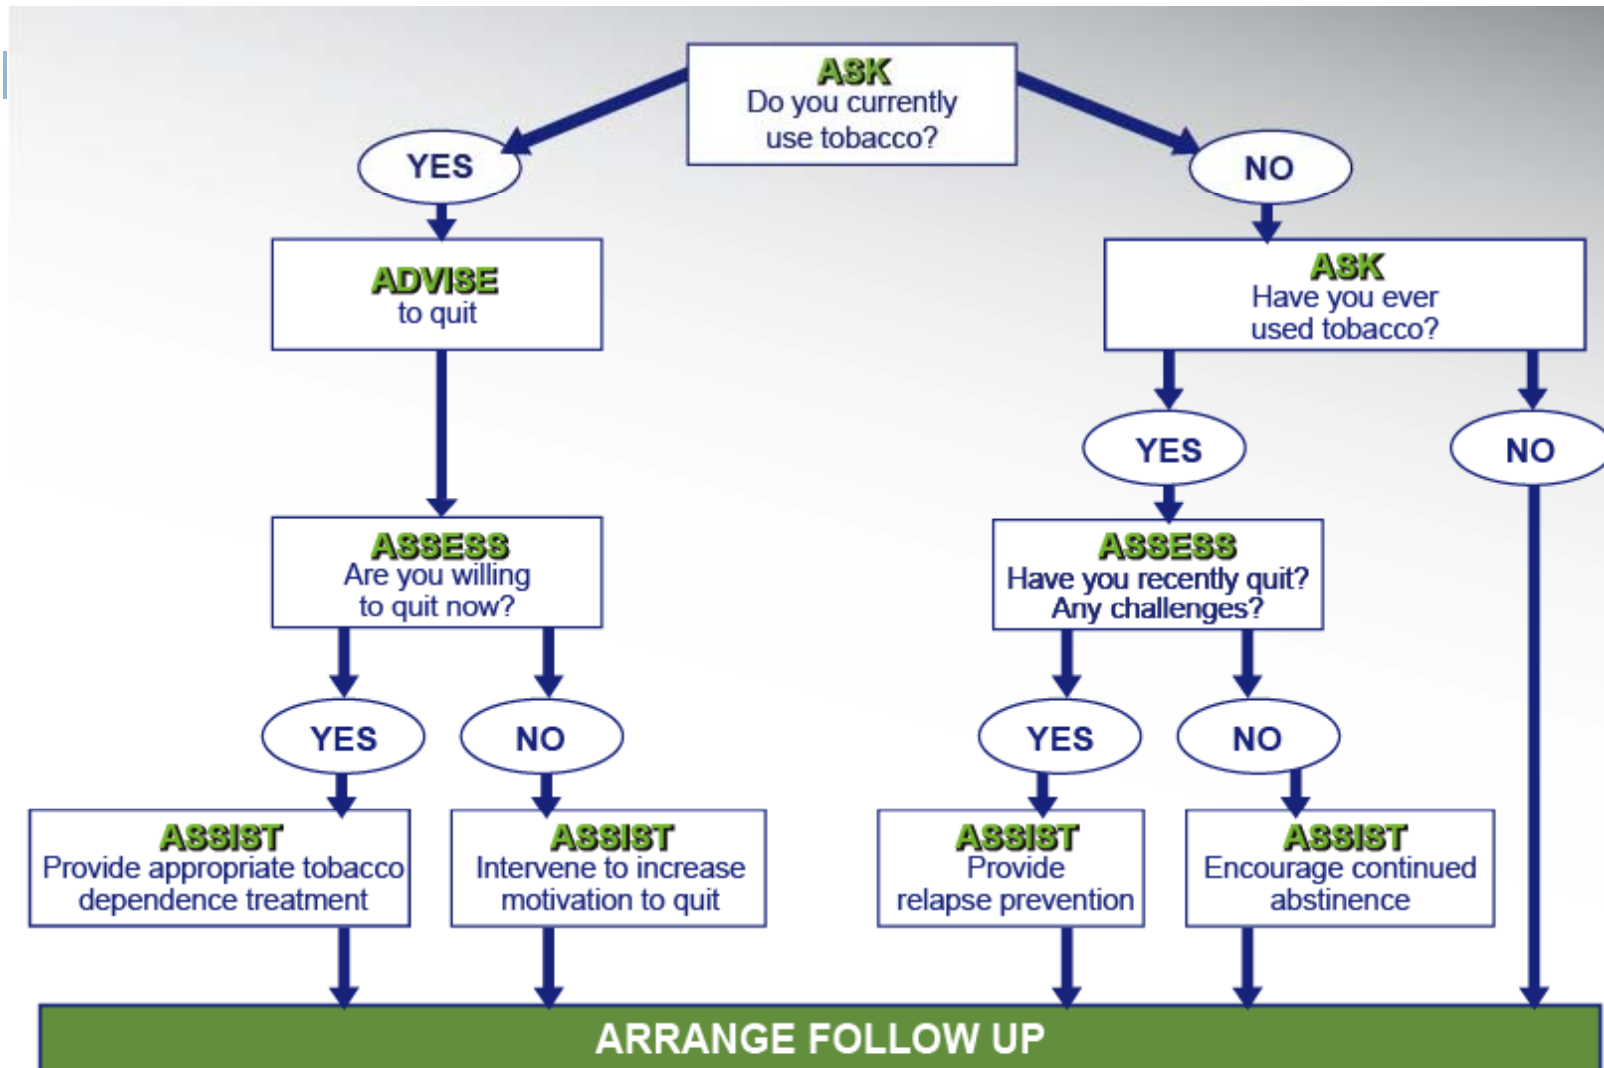 ASK
Do you currently
use tobacco?
YES
NO
ADVISE
to quit
ASK
Have you ever
used tobacco?
YES
NO
ASSESS
Are you willing
to quit now?
ASSESS
Have you recently quit?
Any challenges?
YES
NO
YES
NO
ASSIST
Provide appropriate tobacco
dependence treatment
ASSIST
Intervene to increase
motivation to quit
ASSIST
Provide
relapse prevention
ASSIST
Encourage continued
abstinence
ARRANGE FOLLOW UP